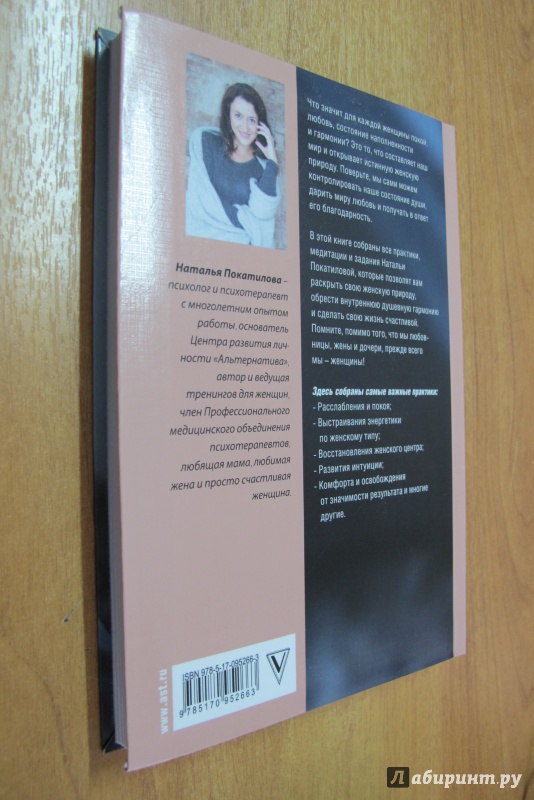 Наталья Покатилова –
психолог и психотерапевт
с многолетним опытом
работы, основатель
Центра развития лич-
ности «Альтернатива»,
автор и ведущая
тренингов для женщин,
член Профессионального
медицинского объединения
психотерапевтов,
любящая мама, любимая
жена и просто счастливая
женщина.
Что значит для каждой женщины покой,
любовь, состояние наполненности
и гармонии? Это то, что составляет наш
мир и открывает истинную женскую
природу. Поверьте, мы сами можем
контролировать наше состояние души,
дарить миру любовь и получать в ответ
его благодарность.
В этой книге собраны все практики,
медитации и задания Натальи
Покатиловой, которые позволят вам
раскрыть свою женскую природу,
обрести внутреннюю душевную гармонию
и сделать свою жизнь счастливой.
Помните, помимо того, что мы любов-
ницы, жены и дочери, прежде всего
мы – женщины!
Здесь собраны самые важные практики:
- Расслабления и покоя;
- Выстраивания энергетики
по женскому типу;
- Восстановления женского центра;
- Развития интуиции;
- Комфорта и освобождения
от значимости результата и многие
другие.
www.ast.ru
ISBN 978-5-17-095266-3
9785170952663
Лабиринт.ру